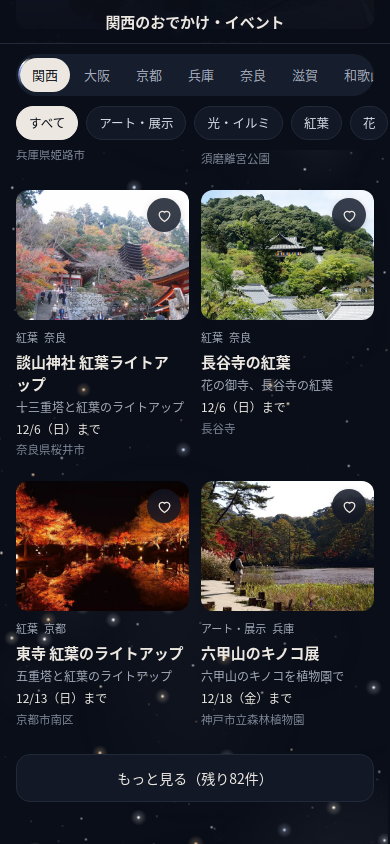 関西のおでかけ・イベント
関西 大阪 京都 兵庫 奈良 滋賀
すべて アート・展示 光・イルミ 紅葉 花
兵庫県姫路市
須磨離宮公園
紅葉 奈良
談山神社 紅葉ライトア
ップ
十三重塔と紅葉のライトアップ
12/6（日）まで
奈良県桜井市
紅葉 奈良
長谷寺の紅葉
花の御寺、長谷寺の紅葉
12/6（日）まで
長谷寺
紅葉 京都
東寺 紅葉のライトアップ
五重塔と紅葉のライトアップ
12/13（日）まで
京都市南区
アート・展示 兵庫
六甲山のキノコ展
六甲山のキノコを植物園で
12/18（金）まで
神戸市立森林植物園
もっと見る（残り82件）